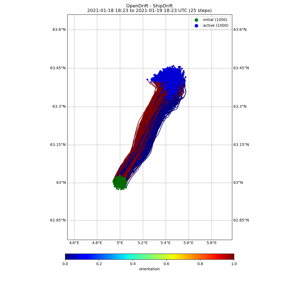 OpenDrift - ShipDrift
2021-01-18 18:23 to 2021-01-19 18:23 UTC (25 steps)
initial (1000)
active (1000)
63.6°N 63.6°N
63.45°N 63.45°N
63.3°N 63.3°N
63.15°N 63.15°N
63°N 63°N
62.85°N 62.85°N
4.6°E 4.8°E 5°E 5.2°E 5.4°E 5.6°E 5.8°E
0.0 0.2 0.4 0.6 0.8 1.0
orientation